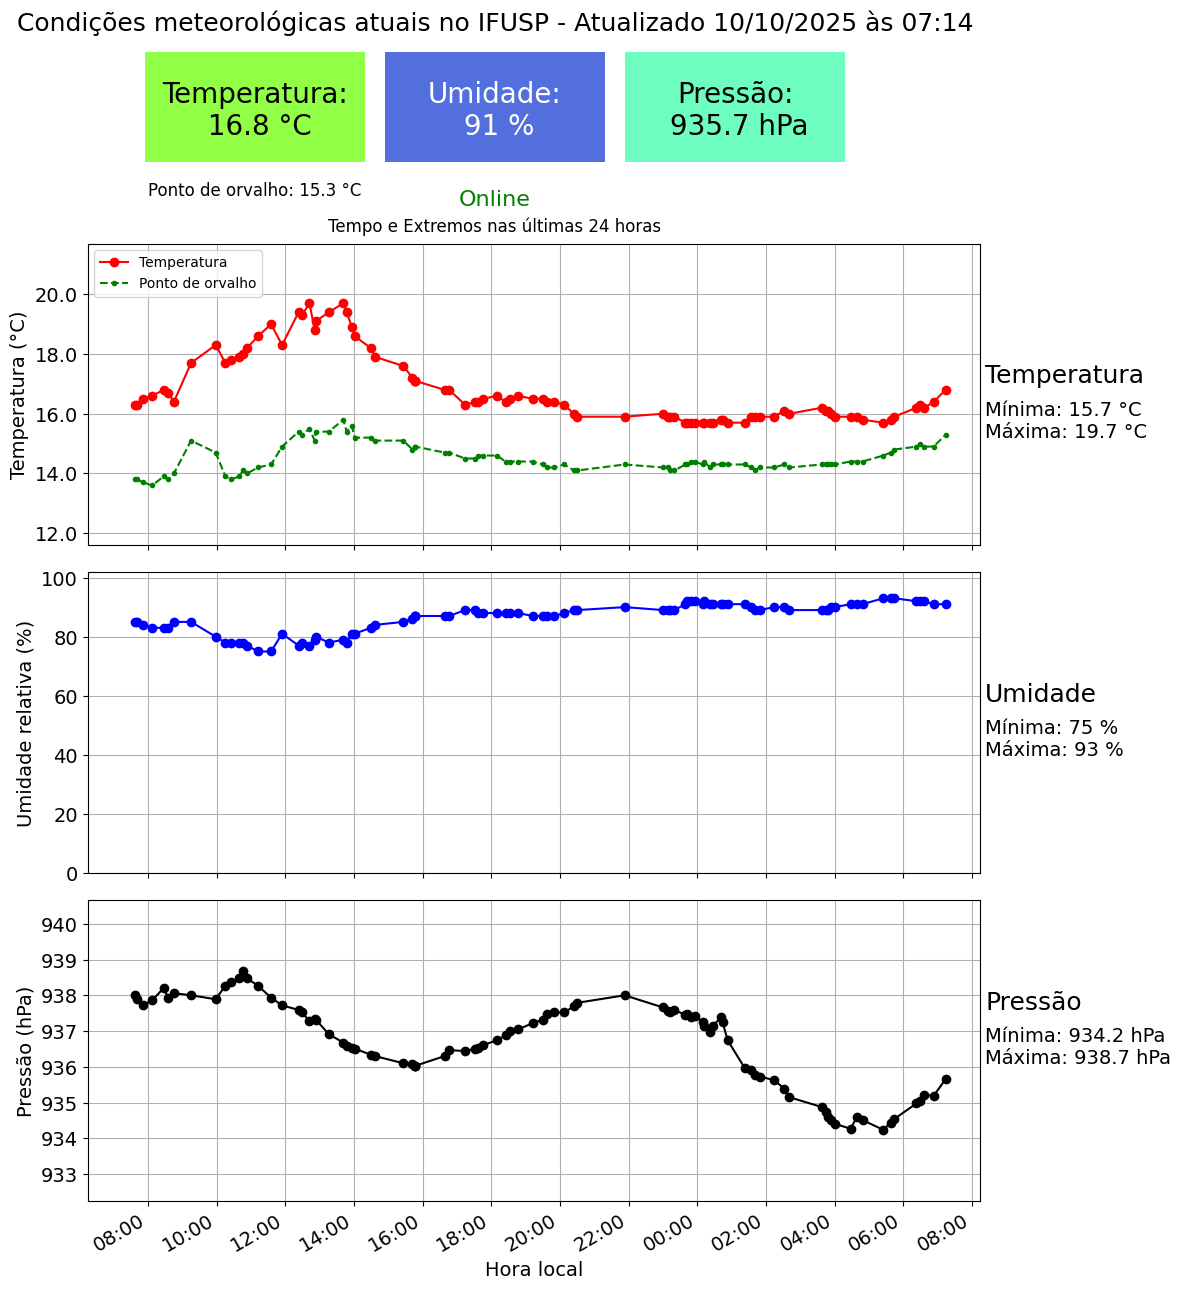 Condições meteorológicas atuais no IFUSP - Atualizado 10/10/2025 às 07:14
Temperatura:
16.8 °C
Umidade:
91 %
Pressão:
935.7 hPa
Ponto de orvalho: 15.3 °C
Online
Tempo e Extremos nas últimas 24 horas
Temperatura
Ponto de orvalho
Temperatura (°C)
20.0
18.0
16.0
14.0
12.0
Temperatura
Mínima: 15.7 °C
Máxima: 19.7 °C
Umidade relativa (%)
100
80
60
40
20
0
Umidade
Mínima: 75 %
Máxima: 93 %
Pressão (hPa)
940
939
938
937
936
935
934
933
Pressão
Mínima: 934.2 hPa
Máxima: 938.7 hPa
08:00 10:00 12:00 14:00 16:00 18:00 20:00 22:00 00:00 02:00 04:00 06:00 08:00
Hora local